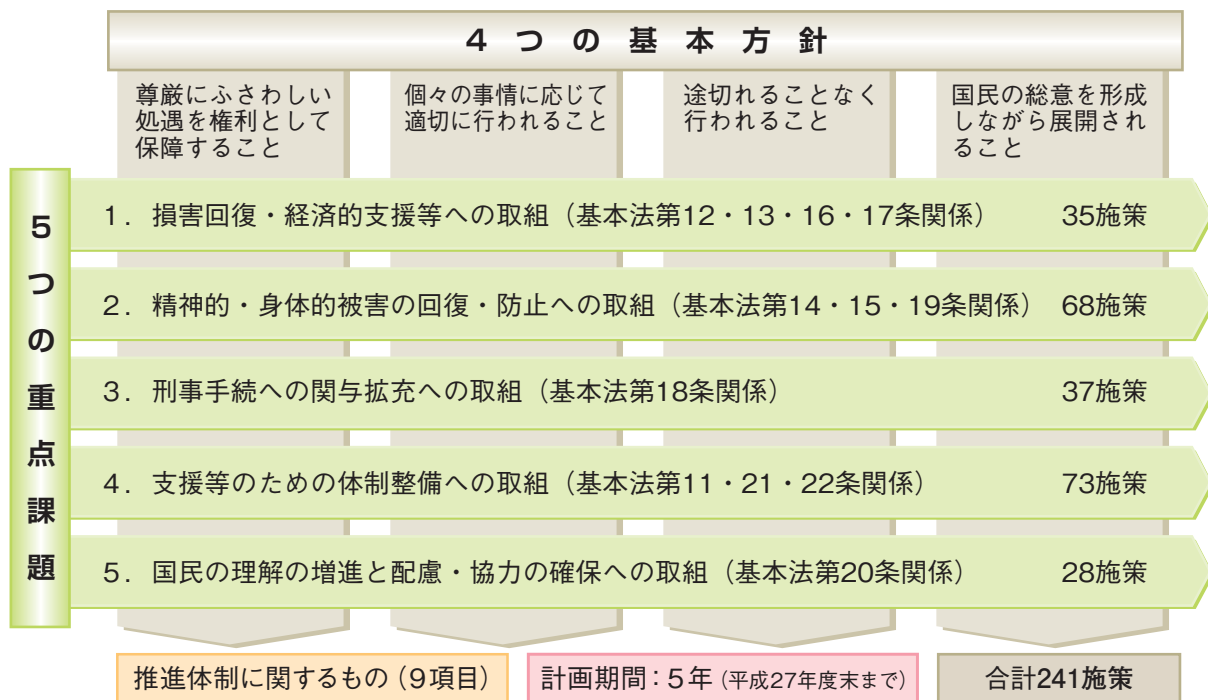 4つの基本方針
尊厳にふさわしい
処遇を権利として
保障すること
個々の事情に応じて
適切に行われること
途切れることなく
行われること
国民の総意を形成
しながら展開され
ること
5つの重点課題
1．損害回復・経済的支援等への取組（基本法第12・13・16・17条関係） 35施策
2．精神的・身体的被害の回復・防止への取組（基本法第14・15・19条関係） 68施策
3．刑事手続への関与拡充への取組（基本法第18条関係） 37施策
4．支援等のための体制整備への取組（基本法第11・21・22条関係） 73施策
5．国民の理解の増進と配慮・協力の確保への取組（基本法第20条関係） 28施策
推進体制に関するもの（9項目）
計画期間：5年（平成27年度末まで）
合計241施策